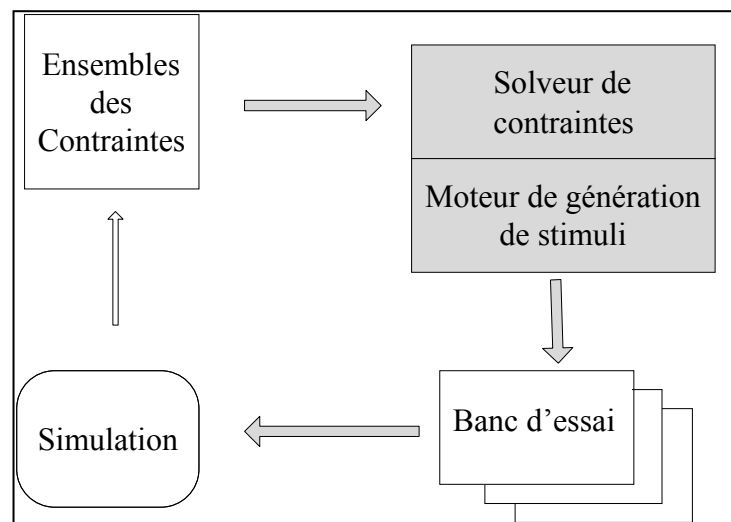 Ensembles
des
Contraintes
Solveur de
contraintes
Moteur de génération
de stimuli
Banc d’essai
Simulation